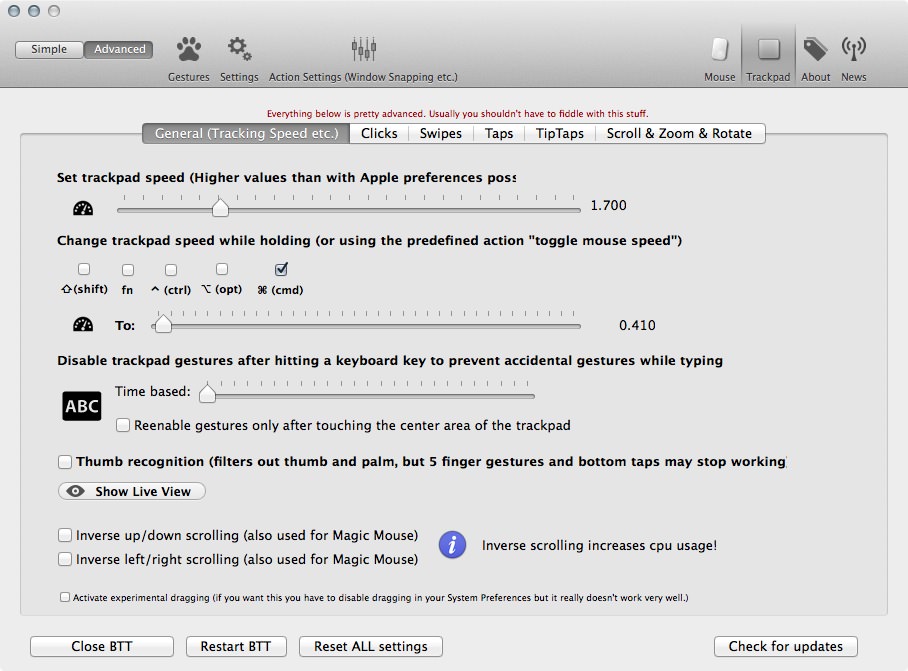 Simple Advanced
Gestures Settings Action Settings (Window Snapping etc.) Mouse Trackpad About News
Everything below is pretty advanced. Usually you shouldn't have to fiddle with this stuff.
General (Tracking Speed etc.) Clicks Swipes Taps TipTaps Scroll & Zoom & Rotate
Set trackpad speed (Higher values than with Apple preferences poss
1.700
Change trackpad speed while holding (or using the predefined action "toggle mouse speed")
⇧(shift) fn ^ (ctrl) ⌥ (opt) ⌘ (cmd)
To: 0.410
Disable trackpad gestures after hitting a keyboard key to prevent accidental gestures while typing
Time based:
ABC
Reenable gestures only after touching the center area of the trackpad
Thumb recognition (filters out thumb and palm, but 5 finger gestures and bottom taps may stop working
Show Live View
Inverse up/down scrolling (also used for Magic Mouse)
i Inverse scrolling increases cpu usage!
Inverse left/right scrolling (also used for Magic Mouse)
Activate experimental dragging (if you want this you have to disable dragging in your System Preferences but it really doesn't work very well.)
Close BTT Restart BTT Reset ALL settings Check for updates